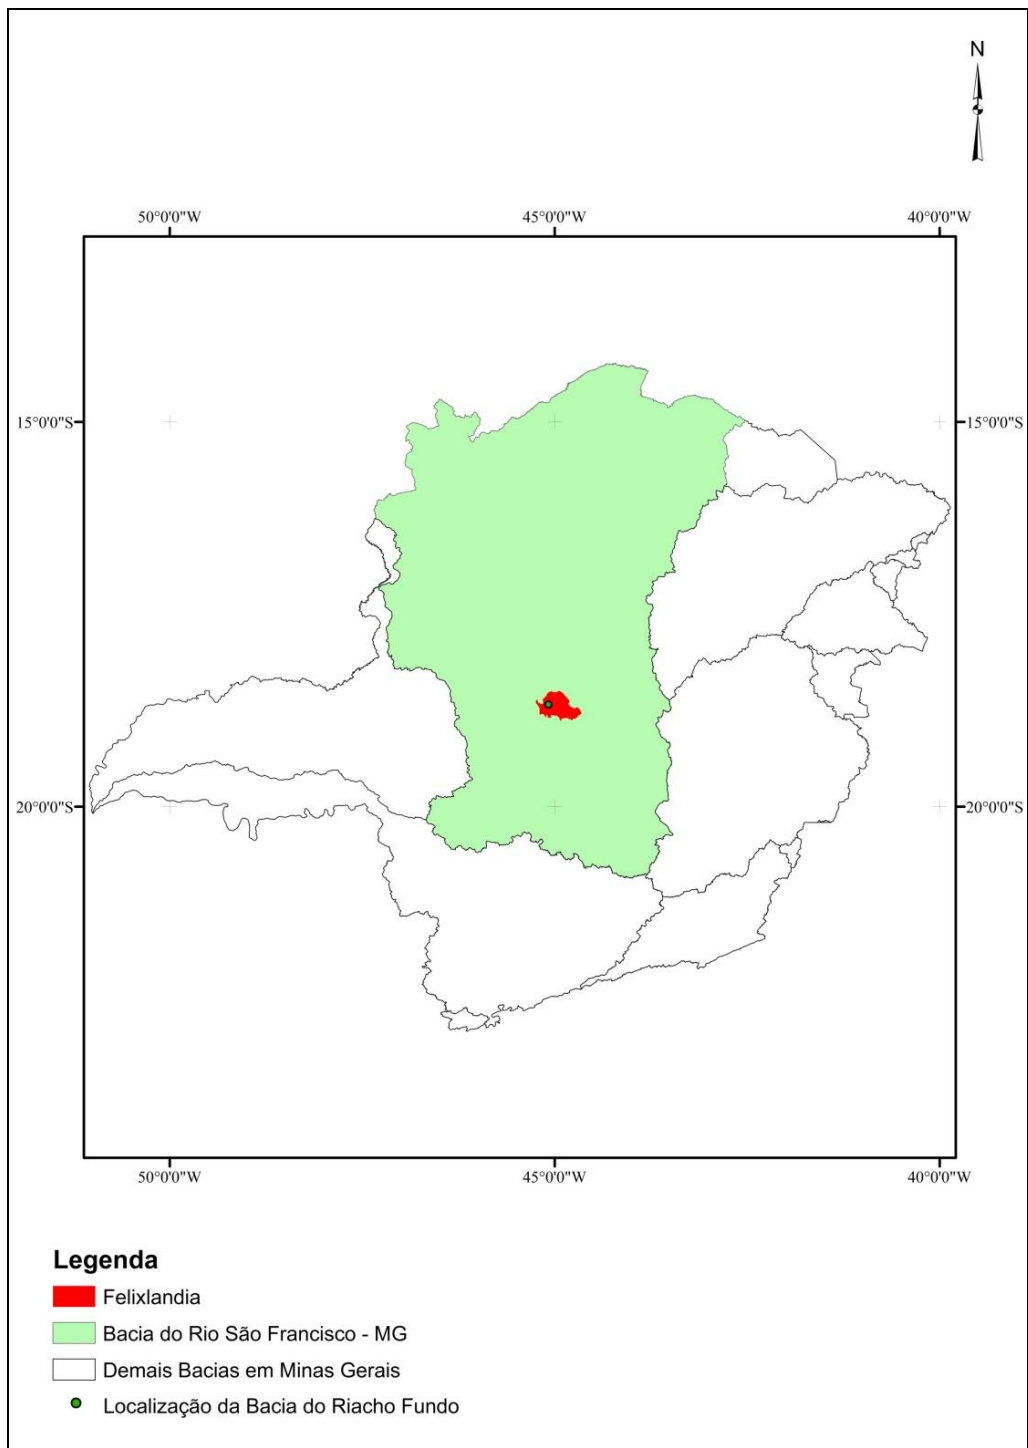 N
50°0'0"W 45°0'0"W 40°0'0"W
15°0'0"S 15°0'0"S
20°0'0"S 20°0'0"S
50°0'0"W 45°0'0"W 40°0'0"W
Legenda
Felixlandia
Bacia do Rio São Francisco - MG
Demais Bacias em Minas Gerais
Localização da Bacia do Riacho Fundo